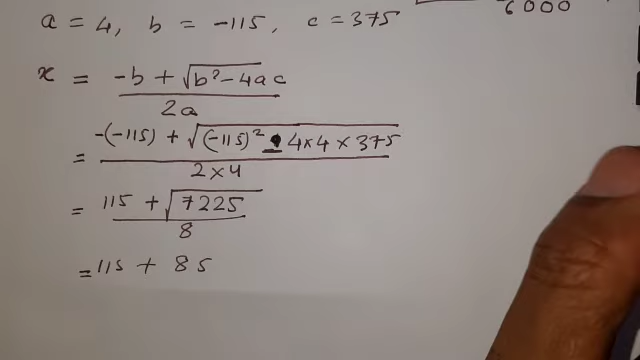 6000
a = 4, b = -115, c = 375
x = -b + √b² - 4ac / 2a
= -(-115) + √(-115)² - 4×4×375 / 2×4
= 115 + √7225 / 8
= 115 + 85